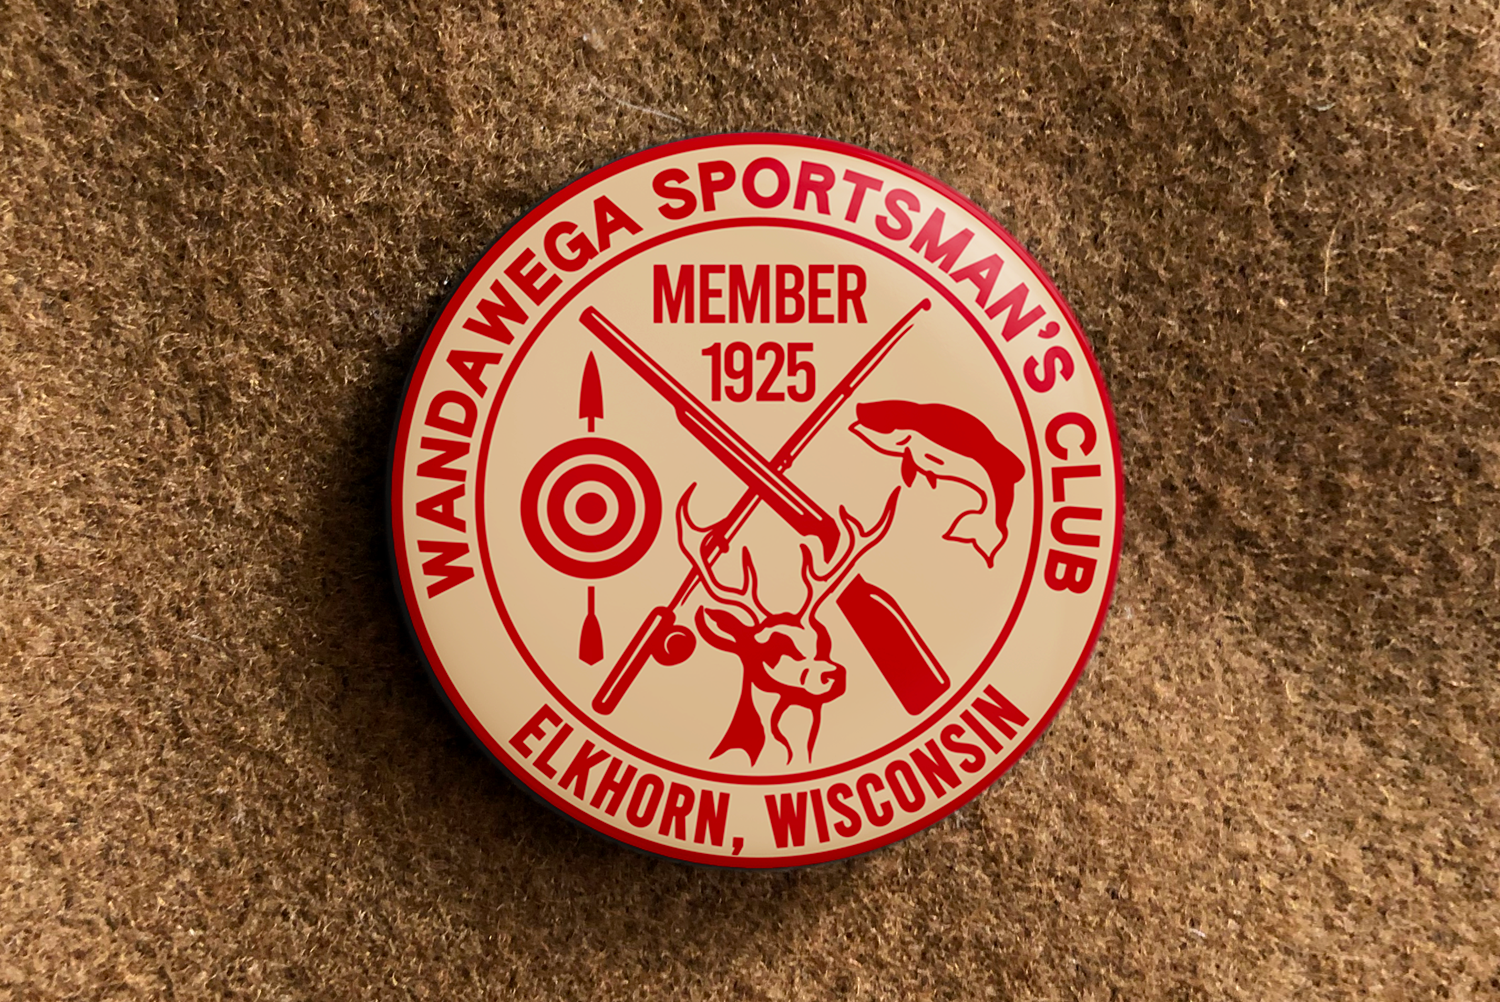 WANDAWEGA SPORTSMAN'S CLUB
MEMBER
1925
ELKHORN, WISCONSIN